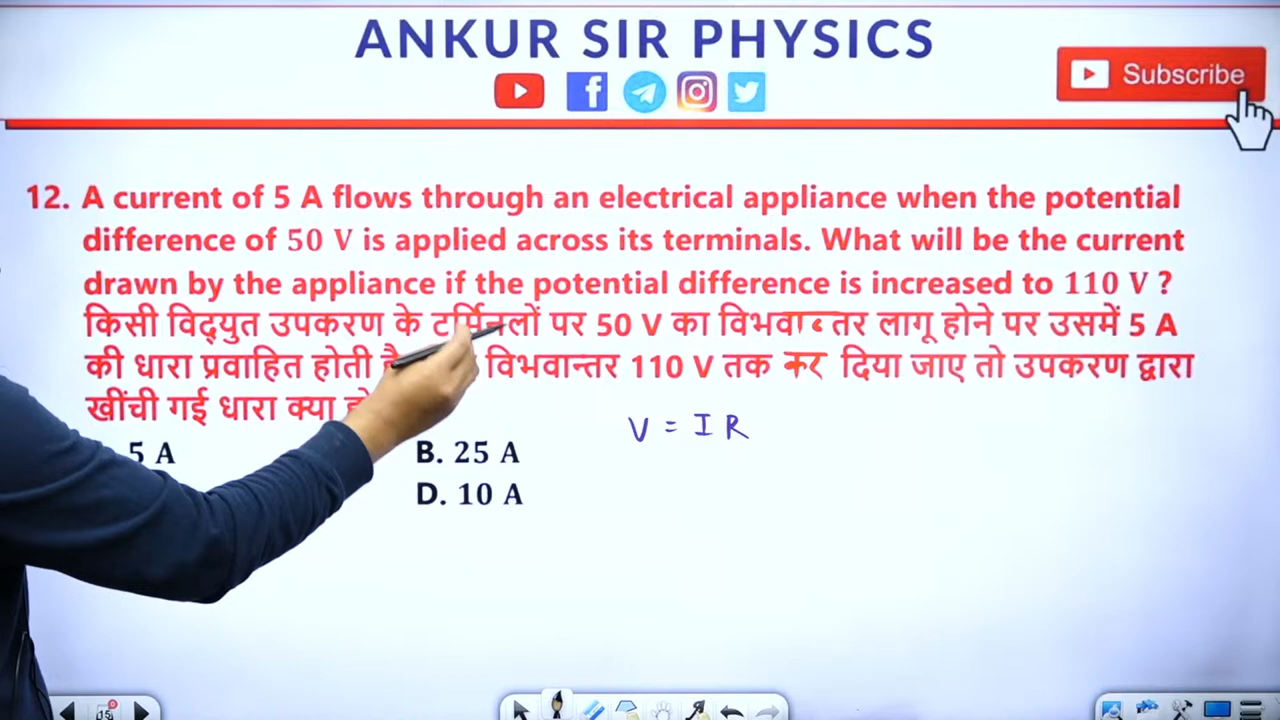 ANKUR SIR PHYSICS
Subscribe
12. A current of 5 A flows through an electrical appliance when the potential
difference of 50 V is applied across its terminals. What will be the current
drawn by the appliance if the potential difference is increased to 110 V ?
किसी विद्युत उपकरण के टर्मिनलों पर 50 V का विभवान्तर लागू होने पर उसमें 5 A
की धारा प्रवाहित होती विभवान्तर 110 V तक कर दिया जाए तो उपकरण द्वारा
खींची गई धारा क्या
V = I R
5 A
B. 25 A
D. 10 A
15